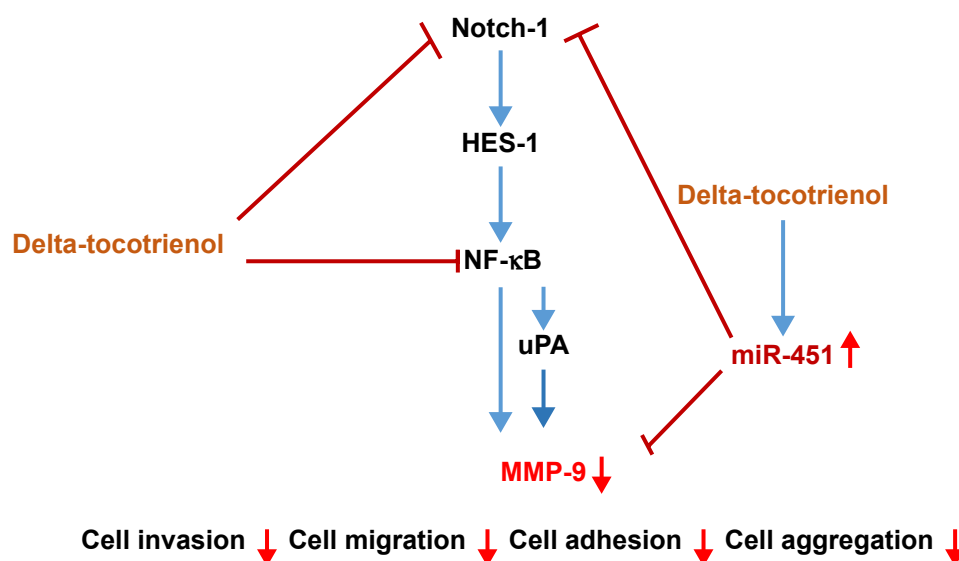 Notch-1
HES-1
Delta-tocotrienol
Delta-tocotrienol
NF-κB
uPA
miR-451
MMP-9
Cell invasion Cell migration Cell adhesion Cell aggregation